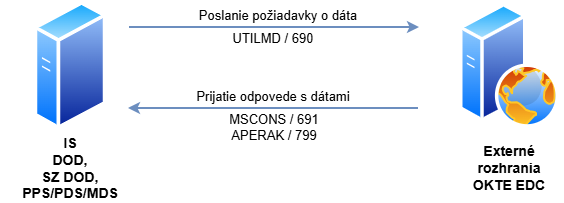 Poslanie požiadavky o dáta
UTILMD / 690
Prijatie odpovede s dátami
MSCONS / 691
APERAK / 799
IS
DOD,
SZ DOD,
PPS/PDS/MDS
Externé
rozhrania
OKTE EDC